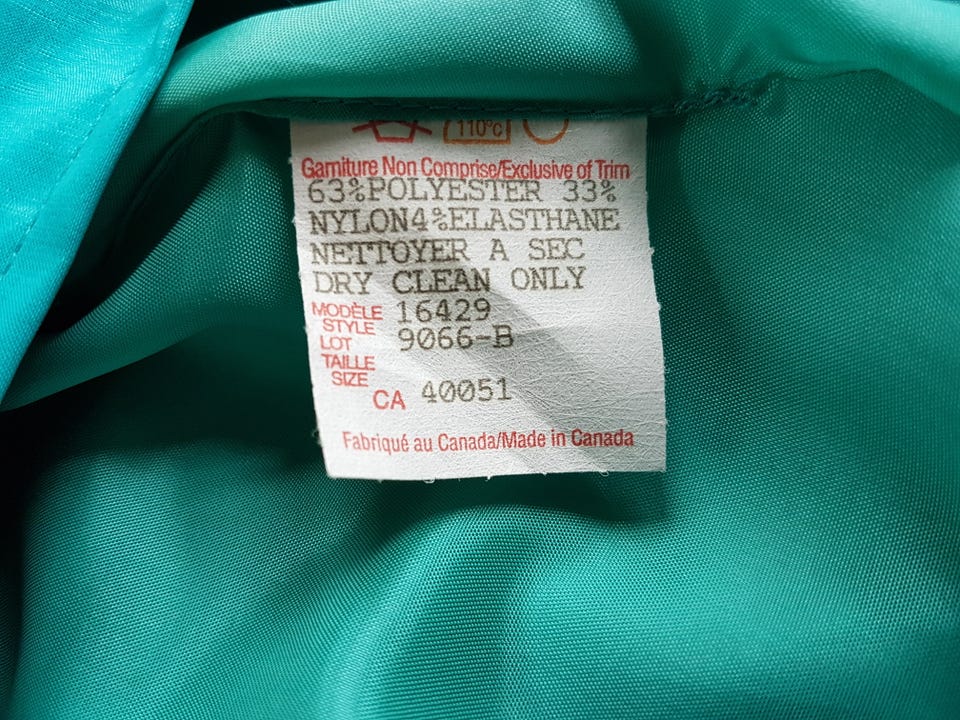 110°c
Garniture Non Comprise/Exclusive of Trim
63%POLYESTER 33%
NYLON4%ELASTHANE
NETTOYER A SEC
DRY CLEAN ONLY
MODÈLE 16429
STYLE
LOT 9066-B
TAILLE
SIZE
CA 40051
Fabriqué au Canada/Made in Canada